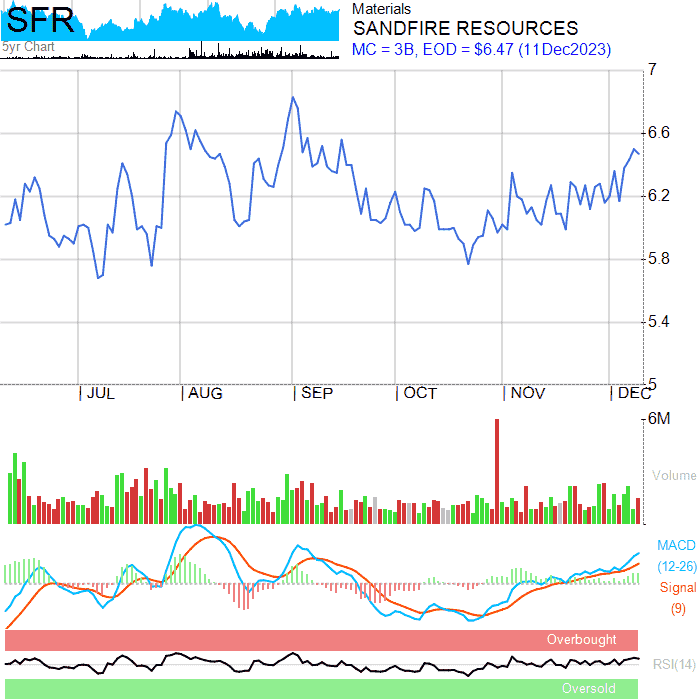 SFR
5yr Chart
Materials
SANDFIRE RESOURCES
MC = 3B, EOD = $6.47 (11Dec2023)
7
6.6
6.2
5.8
5.4
5
| JUL
| AUG
| SEP
| OCT
| NOV
| DEC
6M
Volume
MACD
(12-26)
Signal
(9)
Overbought
RSI(14)
Oversold